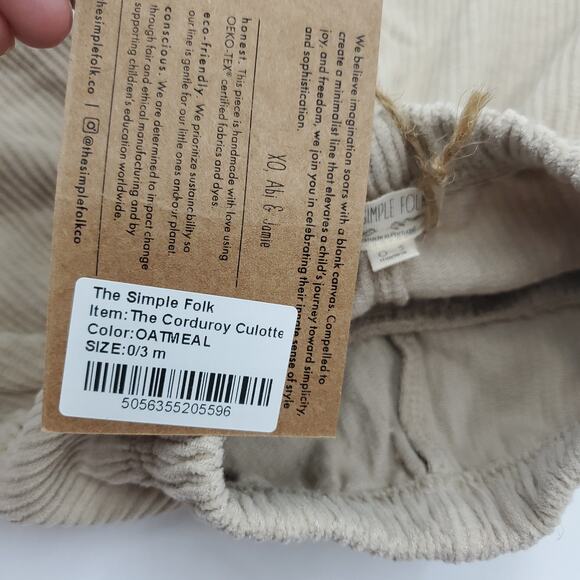 We believe imagination soars with a blank canvas. Compelled to
create a minimalist line that elevates a child's journey toward simplicity,
joy, and freedom, we join you in celebrating their innate sense of style
and sophistication.
XO, Abi & Jamie
honest. This piece is handmade with love using
OEKO-TEX® certified fabrics and dyes.
eco-friendly. We prioritize sustainability so
our line is gentle for our little ones and our planet.
conscious. We are determined to impact change
through fair and ethical manufacturing and by
supporting children's education worldwide.
thesimplefolk.co | @thesimplefolkco
The Simple Folk
Item:The Corduroy Culotte
Color:OATMEAL
SIZE:0/3 m
5056355205596
SIMPLE FOLK